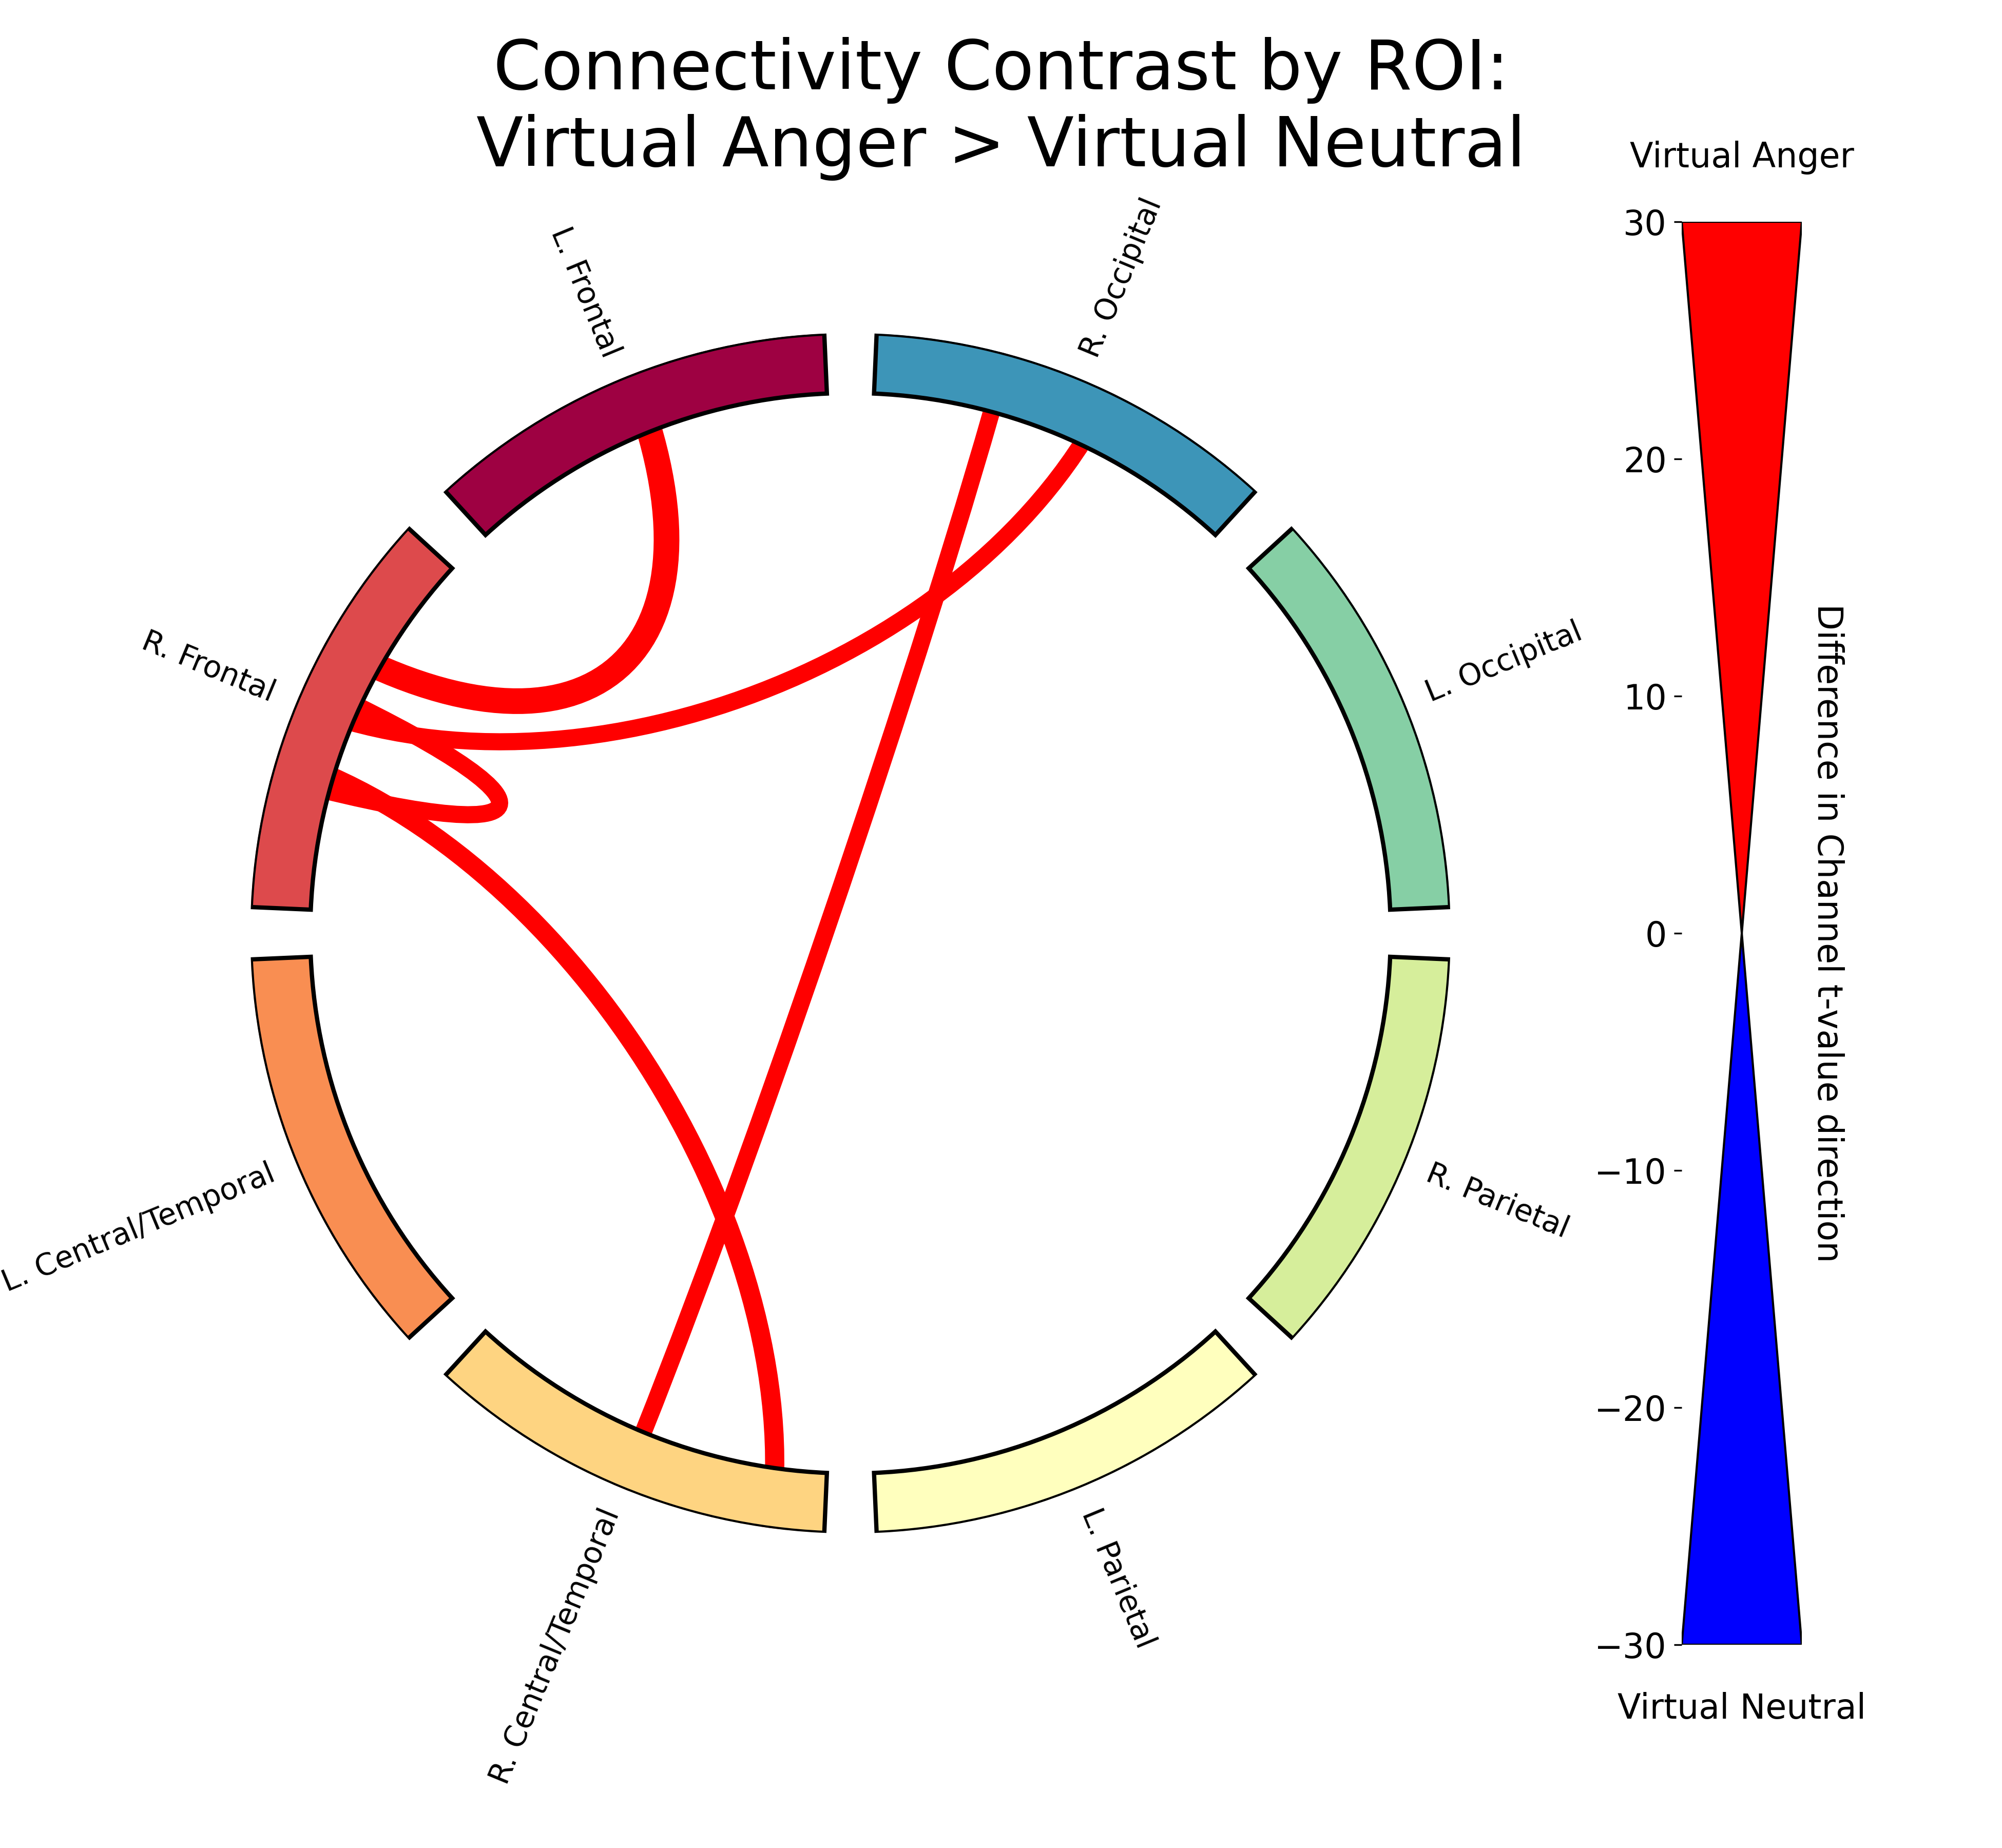 Connectivity Contrast by ROI:
Virtual Anger > Virtual Neutral
Virtual Anger
L. Frontal
R. Occipital
R. Frontal
L. Occipital
L. Central/Temporal
R. Parietal
R. Central/Temporal
L. Parietal
30
20
10
0
−10
−20
−30
Difference in Channel t-value direction
Virtual Neutral